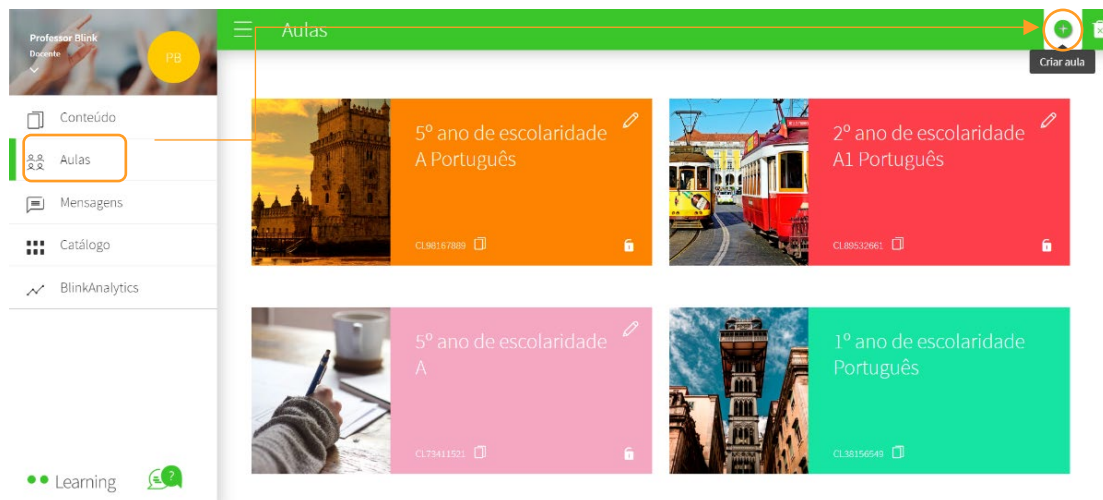 Professor Blink
Docente
PB
Aulas
Criar aula
Conteúdo
Aulas
Mensagens
Catálogo
BlinkAnalytics
5º ano de escolaridade
A Português
CL98167889
2º ano de escolaridade
A1 Português
CL89532661
5º ano de escolaridade
A
CL73411521
1º ano de escolaridade
Português
CL38156549
Learning
?